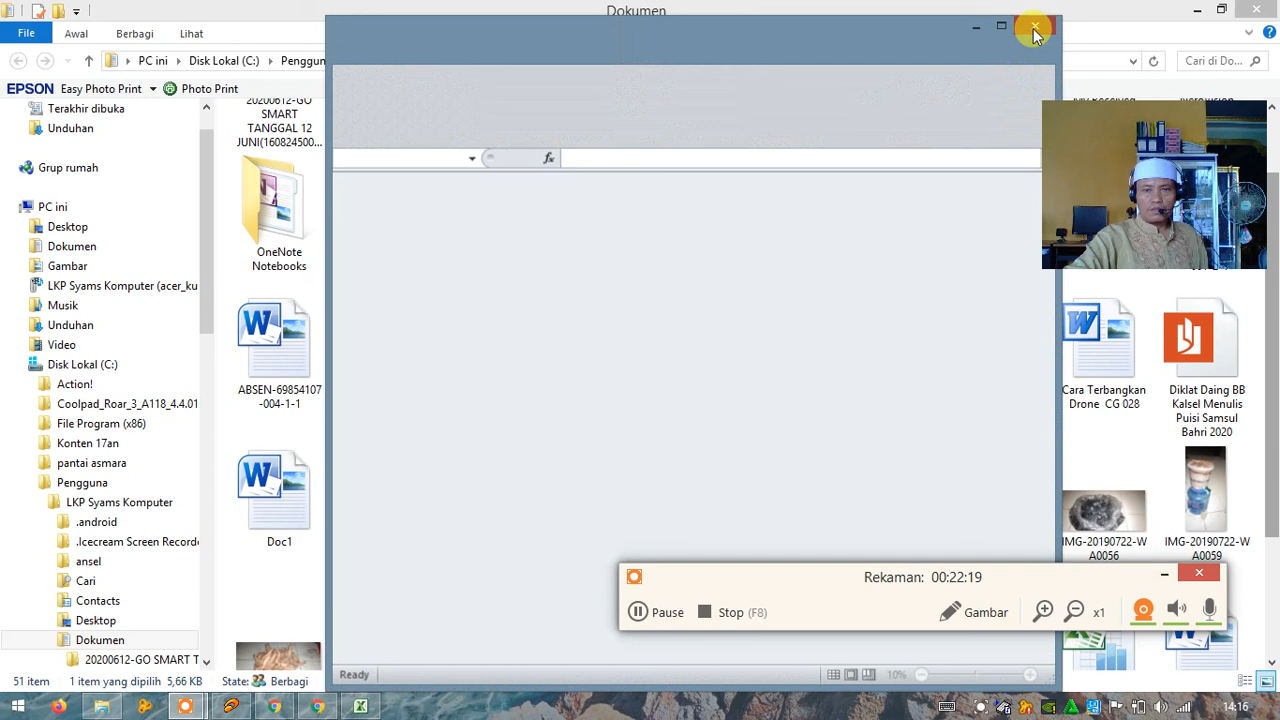 Dokumen
File
Awal
Berbagi
Lihat
PC ini
Disk Lokal (C:)
Penggun
Cari di Do...
EPSON
Easy Photo Print
Photo Print
Terakhir dibuka
Unduhan
Grup rumah
PC ini
Desktop
Dokumen
Gambar
LKP Syams Komputer (acer_ku
Musik
Unduhan
Video
Disk Lokal (C:)
Action!
Coolpad_Roar_3_A118_4.4.01
File Program (x86)
Konten 17an
pantai asmara
Pengguna
LKP Syams Komputer
.android
.Icecream Screen Recorde
ansel
Cari
Contacts
Desktop
Dokumen
20200612-GO SMART T
20200612-GO
SMART
TANGGAL 12
JUNI(160824500...
OneNote
Notebooks
ABSEN-69854107
-004-1-1
Doc1
fx
Cara Terbangkan
Drone CG 028
Diklat Daing BB
Kalsel Menulis
Puisi Samsul
Bahri 2020
IMG-20190722-W
A0056
IMG-20190722-W
A0059
Rekaman: 00:22:19
Pause
Stop (F8)
Gambar
x1
Ready
10%
51 item
1 item yang dipilih 5,66 KB
State:
Berbagi
14:16